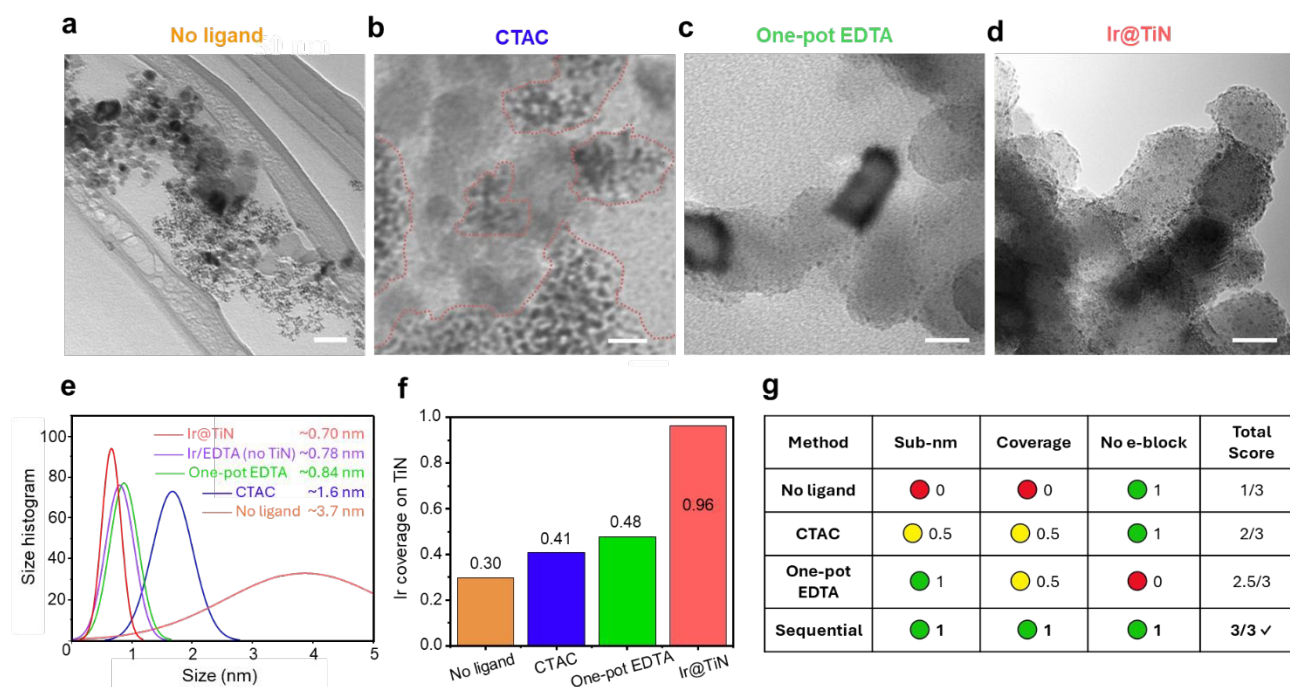 a
No ligand
b
CTAC
c
One-pot EDTA
d
Ir@TiN
e
Size histogram
100
80
60
40
20
0
Ir@TiN ~0.70 nm
Ir/EDTA (no TiN) ~0.78 nm
One-pot EDTA ~0.84 nm
CTAC ~1.6 nm
No ligand ~3.7 nm
0 1 2 3 4 5
Size (nm)
f
Ir coverage on TiN
1.0
0.8
0.6
0.4
0.2
0.0
0.30
0.41
0.48
0.96
No ligand
CTAC
One-pot EDTA
Ir@TiN
g
Method Sub-nm Coverage No e-block Total Score
No ligand 0 0 1 1/3
CTAC 0.5 0.5 1 2/3
One-pot EDTA 1 0.5 0 2.5/3
Sequential 1 1 1 3/3 ✓